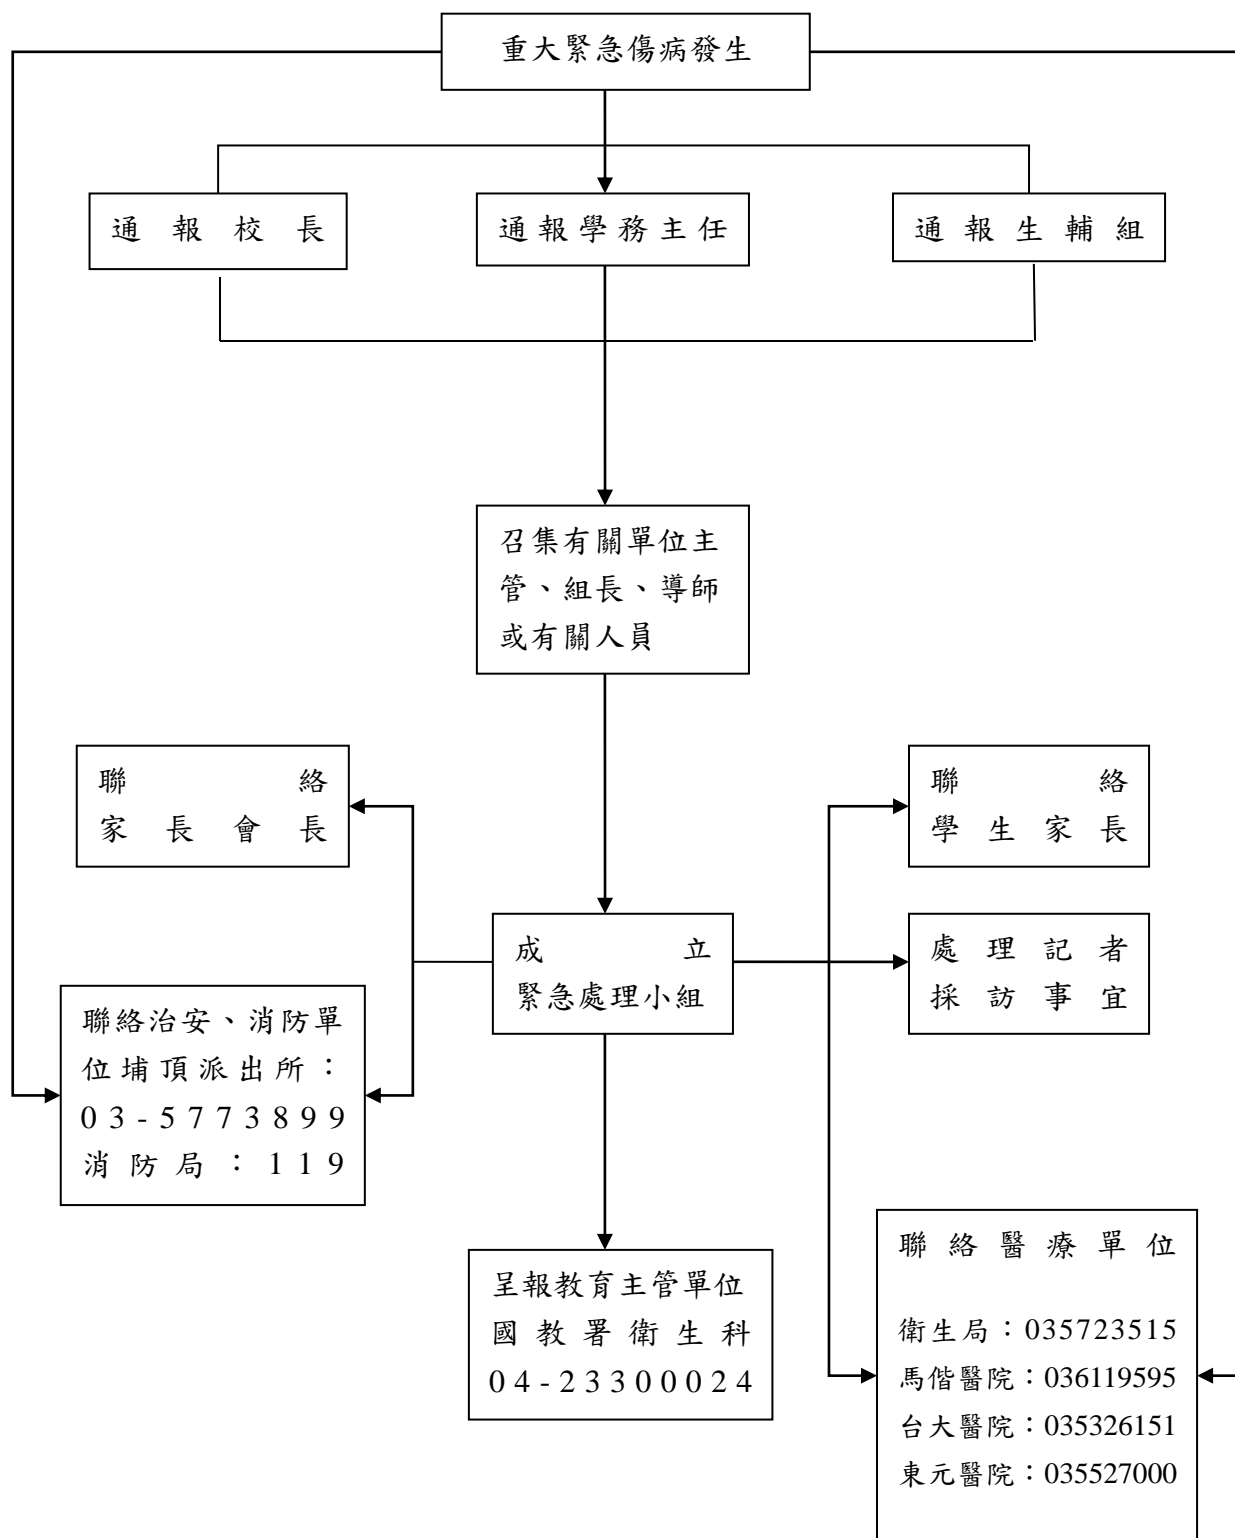 重大緊急傷病發生
通報校長
通報學務主任
通報生輔組
召集有關單位主
管、組長、導師
或有關人員
聯絡
家長會長
聯絡
學生家長
成立
緊急處理小組
處理記者
採訪事宜
聯絡治安、消防單
位埔頂派出所：
03-5773899
消防局：119
呈報教育主管單位
國教署衛生科
04-23300024
聯絡醫療單位
衛生局：035723515
馬偕醫院：036119595
台大醫院：035326151
東元醫院：035527000